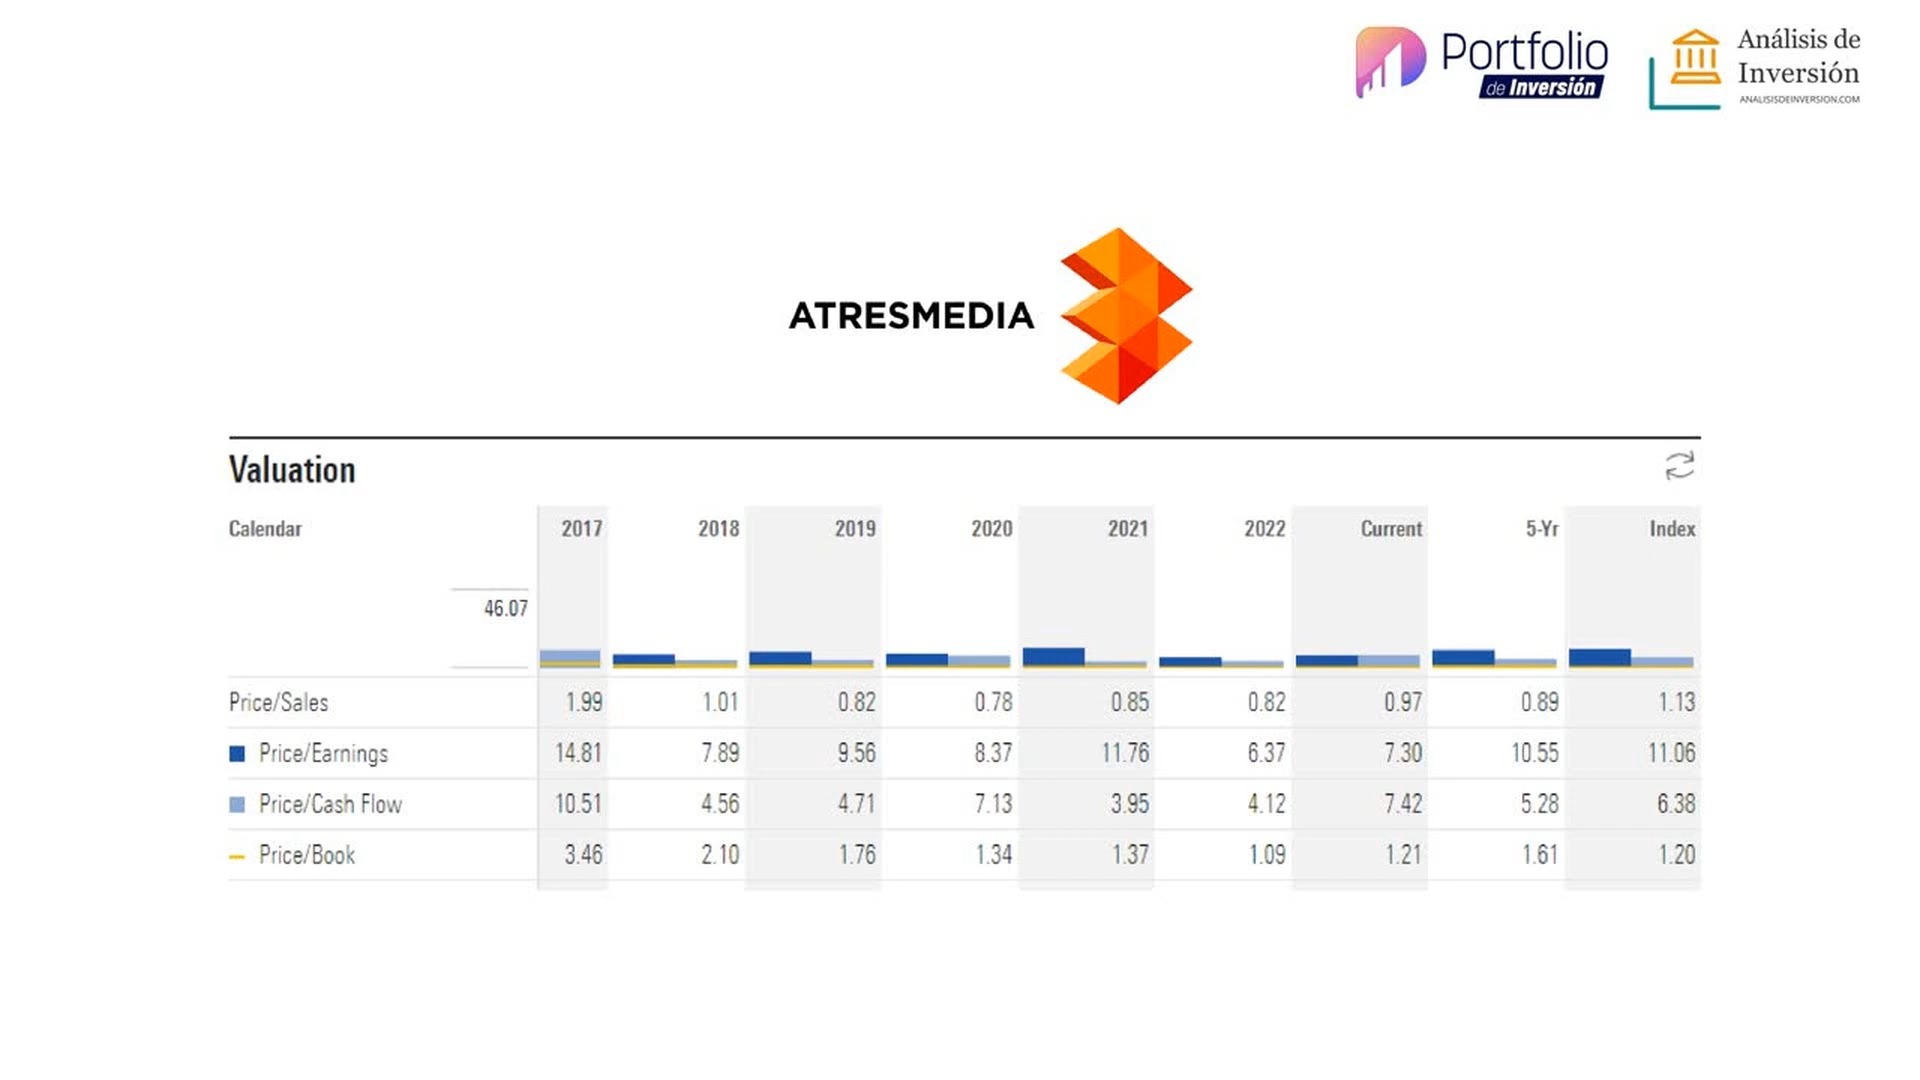 Portfolio
de Inversión
Análisis de
Inversión
ANALISISDEINVERSION.COM
ATRESMEDIA
Valuation
Calendar 2017 2018 2019 2020 2021 2022 Current 5-Yr Index
46.07
Price/Sales 1.99 1.01 0.82 0.78 0.85 0.82 0.97 0.89 1.13
Price/Earnings 14.81 7.89 9.56 8.37 11.76 6.37 7.30 10.55 11.06
Price/Cash Flow 10.51 4.56 4.71 7.13 3.95 4.12 7.42 5.28 6.38
Price/Book 3.46 2.10 1.76 1.34 1.37 1.09 1.21 1.61 1.20